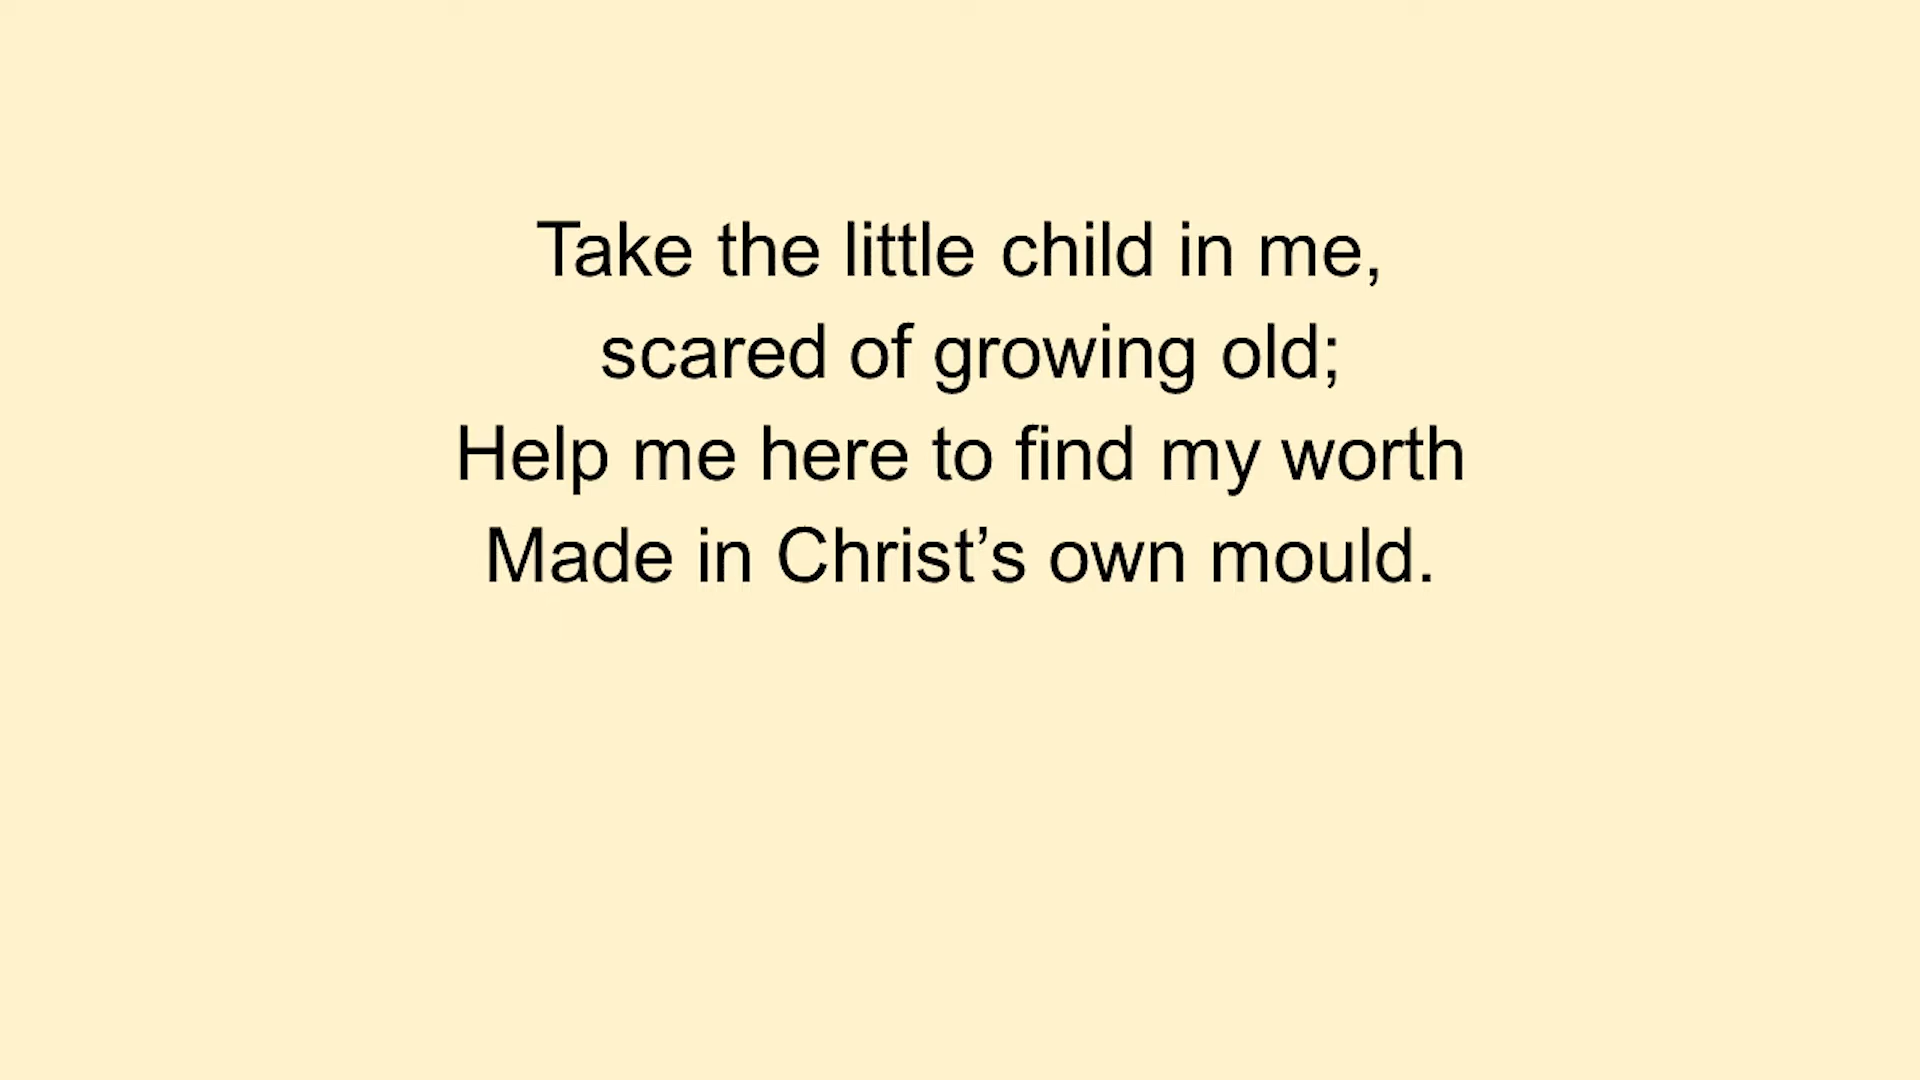 Take the little child in me,
scared of growing old;
Help me here to find my worth
Made in Christ’s own mould.